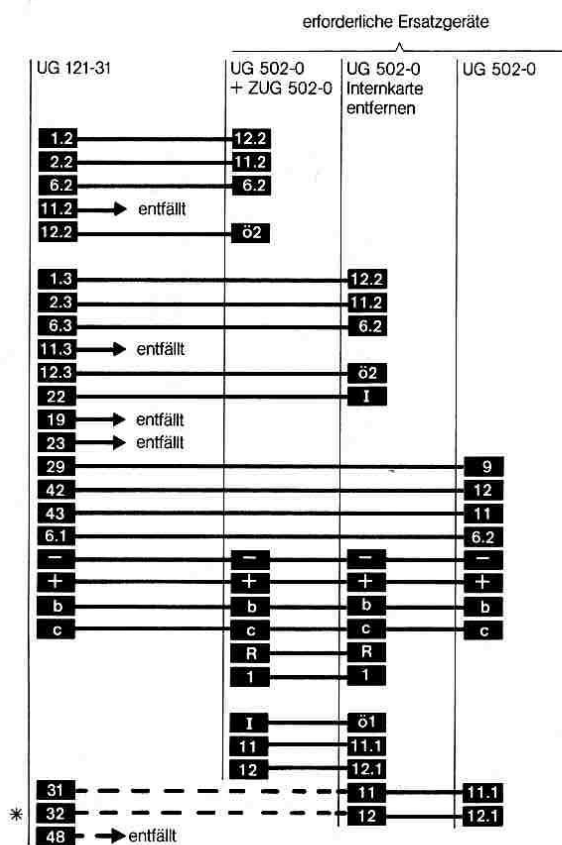 erforderliche Ersatzgeräte
UG 121-31 UG 502-0 UG 502-0 UG 502-0
+ ZUG 502-0 Internkarte
entfernen
1.2 12.2
2.2 11.2
6.2 6.2
11.2 entfällt
12.2 ö2
1.3 12.2
2.3 11.2
6.3 6.2
11.3 entfällt
12.3 ö2
22 I
19 entfällt
23 entfällt
29 9
42 12
43 11
6.1 6.2
− − − −
+ + + +
b b b b
c c c c
R R
1 1
I ö1
11 11.1
12 12.1
31 11 11.1
* 32 12 12.1
48 entfällt